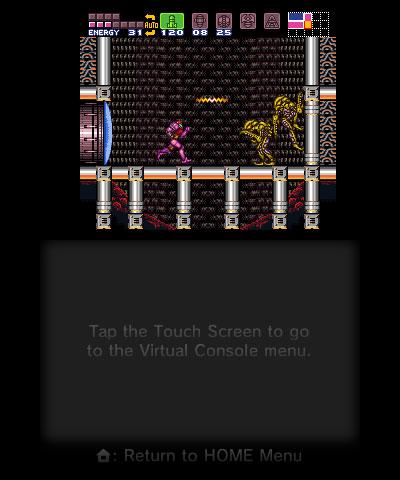 AUTO
ENERGY 31 120 08 25
Tap the Touch Screen to go
to the Virtual Console menu.
: Return to HOME Menu